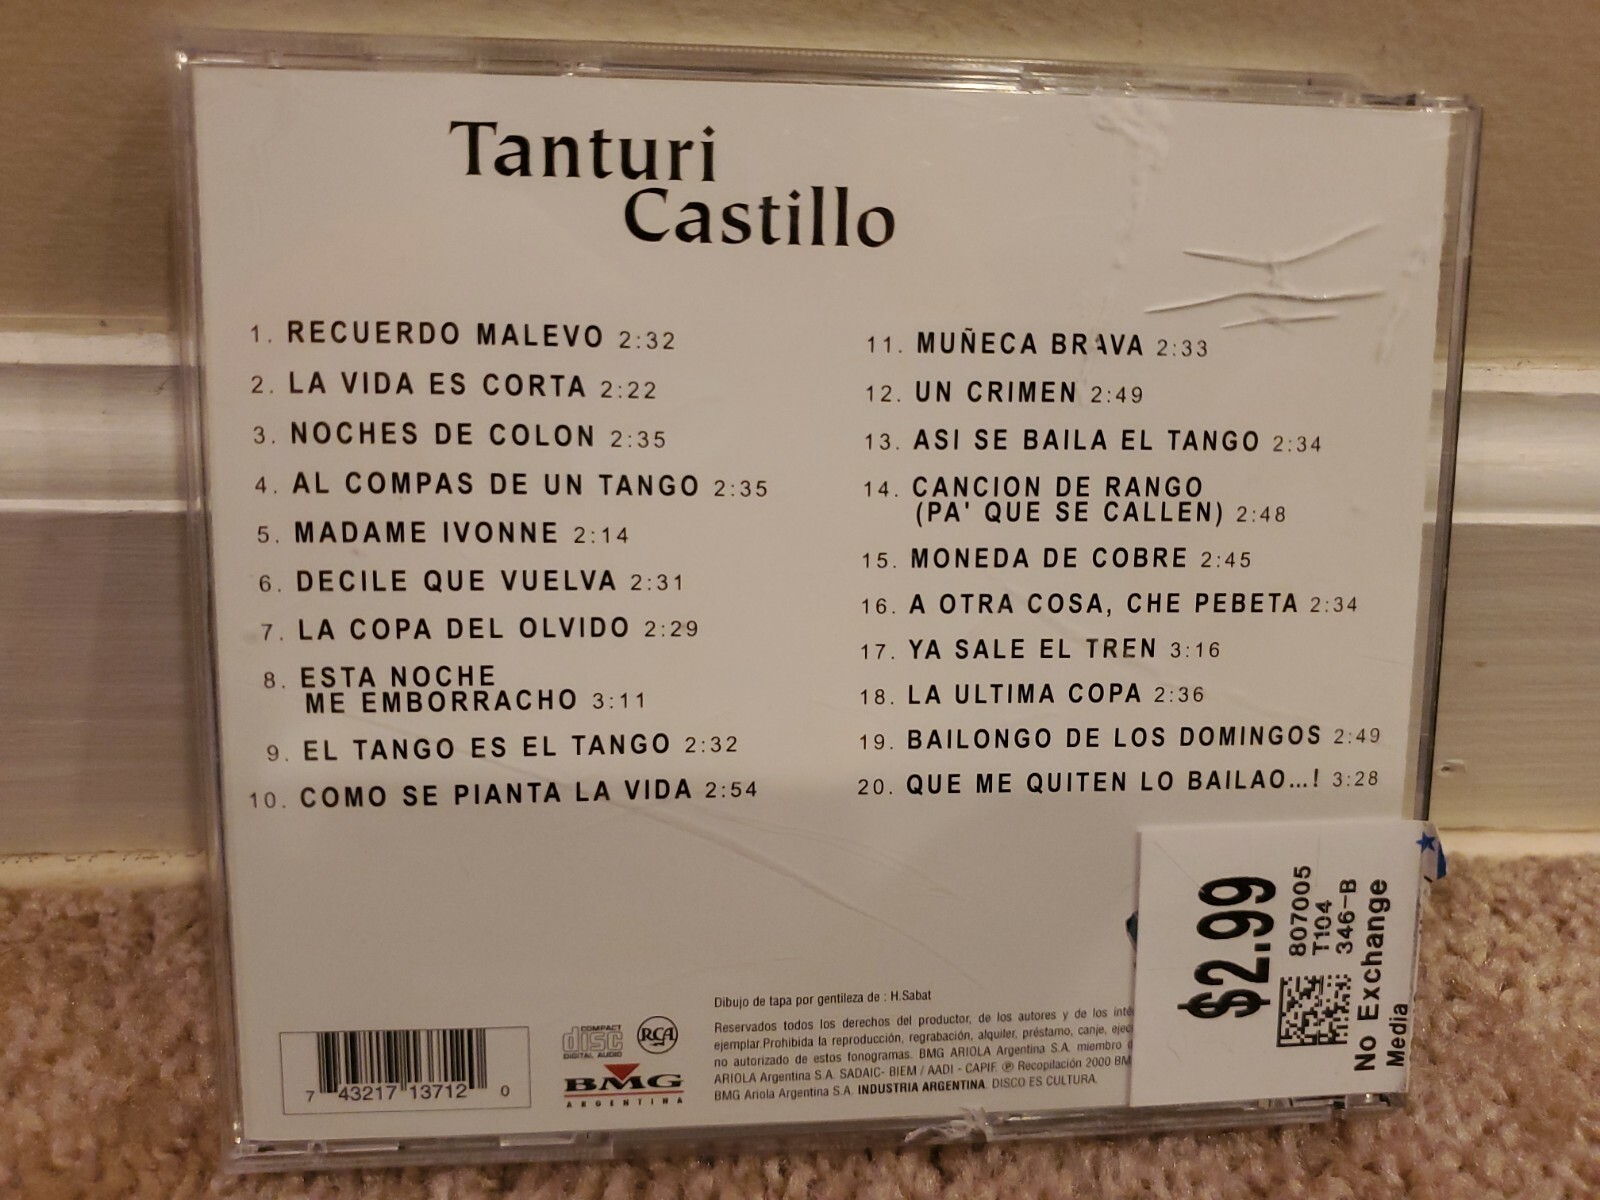 Tanturi
Castillo
1. RECUERDO MALEVO 2:32
2. LA VIDA ES CORTA 2:22
3. NOCHES DE COLON 2:35
4. AL COMPAS DE UN TANGO 2:35
5. MADAME IVONNE 2:14
6. DECILE QUE VUELVA 2:31
7. LA COPA DEL OLVIDO 2:29
8. ESTA NOCHE
ME EMBORRACHO 3:11
9. EL TANGO ES EL TANGO 2:32
10. COMO SE PIANTA LA VIDA 2:54
11. MUÑECA BRAVA 2:33
12. UN CRIMEN 2:49
13. ASI SE BAILA EL TANGO 2:34
14. CANCION DE RANGO
(PA' QUE SE CALLEN) 2:48
15. MONEDA DE COBRE 2:45
16. A OTRA COSA, CHE PEBETA 2:34
17. YA SALE EL TREN 3:16
18. LA ULTIMA COPA 2:36
19. BAILONGO DE LOS DOMINGOS 2:49
20. QUE ME QUITEN LO BAILAO...! 3:28
7 43217 13712 0
COMPACT
disc
DIGITAL AUDIO
RCA
BMG
ARGENTINA
Dibujo de tapa por gentileza de : H.Sabat
Reservados todos los derechos del productor, de los autores y de los
ejemplar.Prohibida la reproducción, regrabación, alquiler, préstamo, canje,
no autorizado de estos fonogramas. BMG ARIOLA Argentina S.A. miembro
ARIOLA Argentina S.A. SADAIC- BIEM / AADI - CAPIF. ℗ Recopilación 2000
BMG Ariola Argentina S.A. INDUSTRIA ARGENTINA. DISCO ES CULTURA.
$2.99
807005
T104
346-B
No Exchange
Media